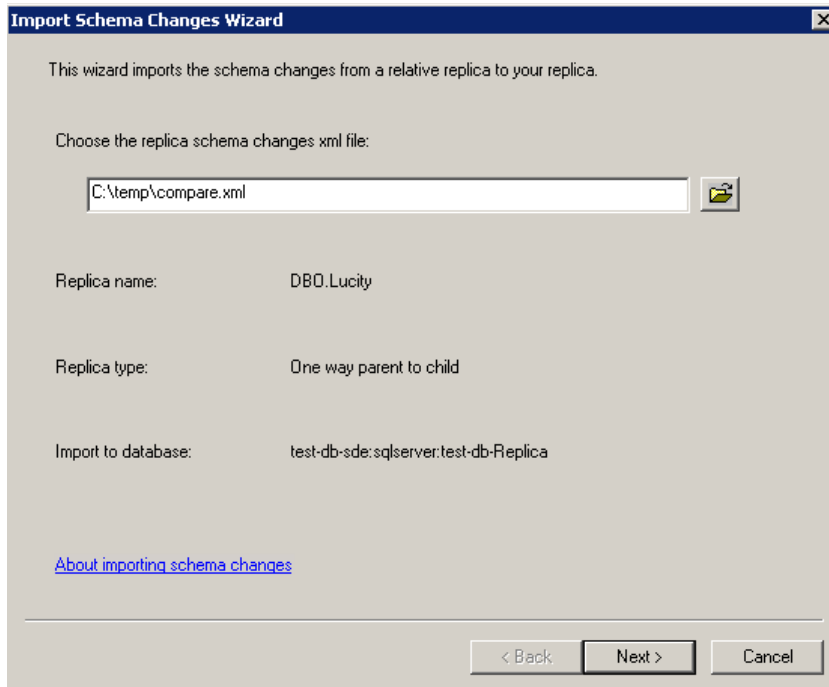 Import Schema Changes Wizard
This wizard imports the schema changes from a relative replica to your replica.
Choose the replica schema changes xml file:
C:\temp\compare.xml
Replica name: DBO.Lucity
Replica type: One way parent to child
Import to database: test-db-sde:sqlserver:test-db-Replica
About importing schema changes
< Back Next > Cancel